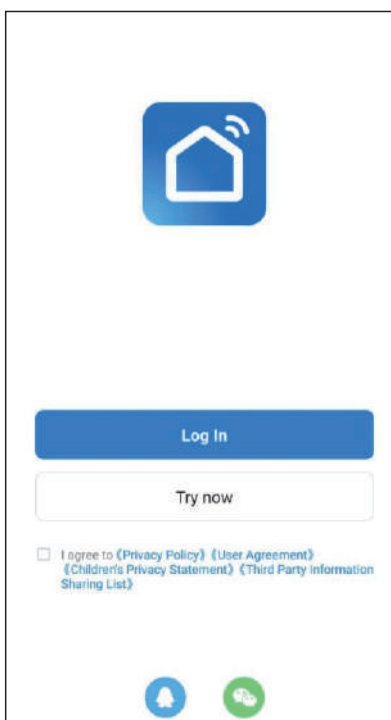 Log In
Try now
I agree to 《Privacy Policy》 《User Agreement》
《Children's Privacy Statement》 《Third Party Information
Sharing List》